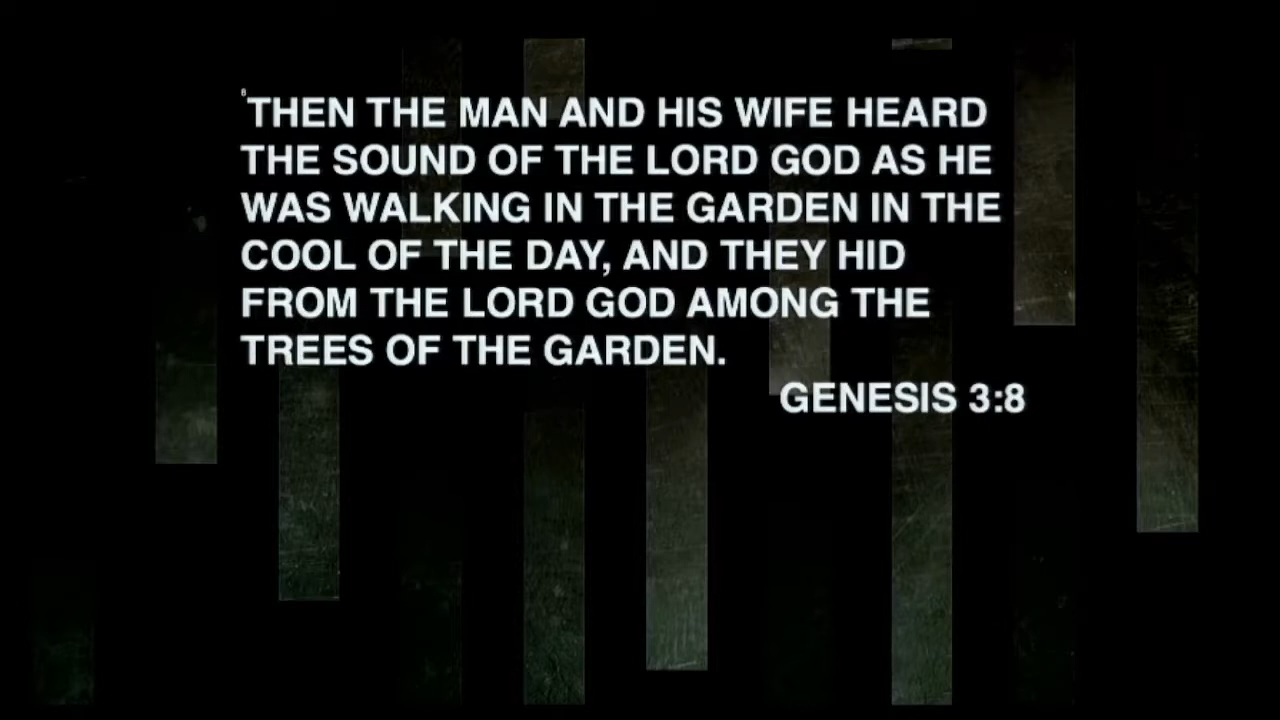 ⁸THEN THE MAN AND HIS WIFE HEARD
THE SOUND OF THE LORD GOD AS HE
WAS WALKING IN THE GARDEN IN THE
COOL OF THE DAY, AND THEY HID
FROM THE LORD GOD AMONG THE
TREES OF THE GARDEN.
GENESIS 3:8